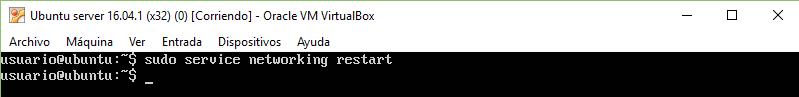 Ubuntu server 16.04.1 (x32) (0) [Corriendo] - Oracle VM VirtualBox
Archivo Máquina Ver Entrada Dispositivos Ayuda
usuario@ubuntu:~$ sudo service networking restart
usuario@ubuntu:~$ _